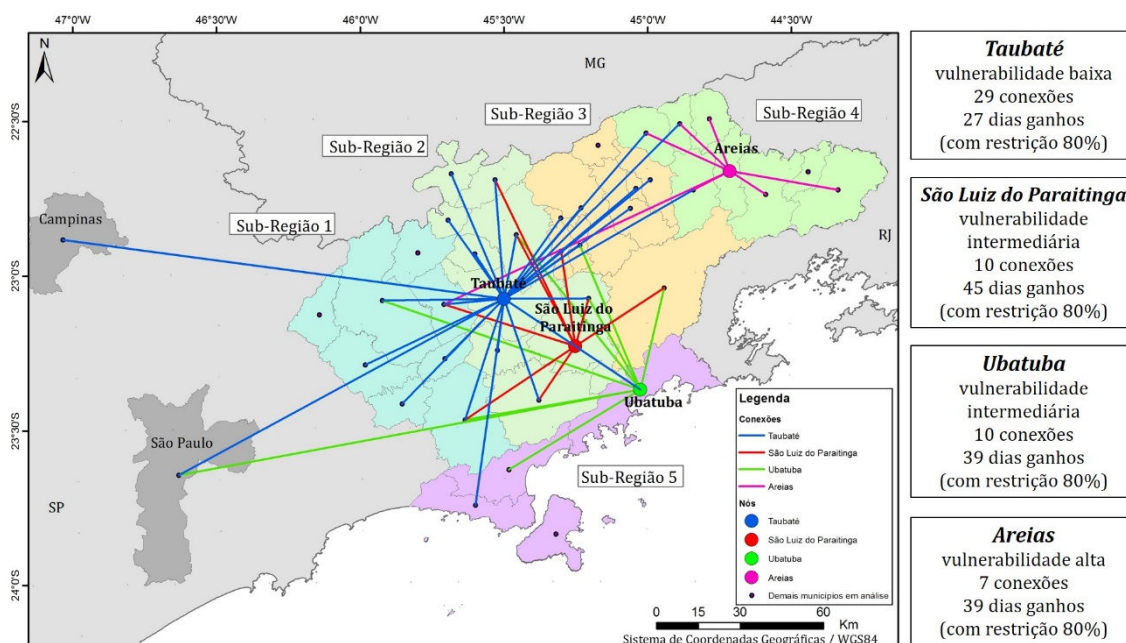 47°0'W 46°30'W 45°30'W 45°0'W 44°30'W
N
MG
Sub-Região 3
Sub-Região 4
Sub-Região 2
Areias
22°30'S
Sub-Região 1
Campinas
RJ
23°0'S
Taubaté
São Luiz do
Paraitinga
Ubatuba
23°30'S
São Paulo
Sub-Região 5
SP
24°0'S
Legenda
Conexões
Taubaté
São Luiz do Paraitinga
Ubatuba
Areias
Nós
Taubaté
São Luiz do Paraitinga
Ubatuba
Areias
Demais municípios em análise
0 15 30 60
Km
Sistema de Coordenadas Geográficas / WGS84
Taubaté
vulnerabilidade baixa
29 conexões
27 dias ganhos
(com restrição 80%)
São Luiz do Paraitinga
vulnerabilidade
intermediária
10 conexões
45 dias ganhos
(com restrição 80%)
Ubatuba
vulnerabilidade
intermediária
10 conexões
39 dias ganhos
(com restrição 80%)
Areias
vulnerabilidade alta
7 conexões
39 dias ganhos
(com restrição 80%)